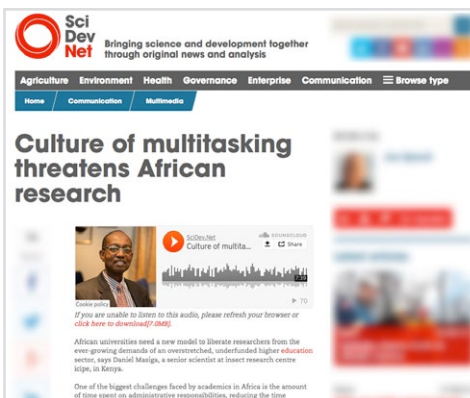 Sci
Dev
Net
Bringing science and development together
through original news and analysis
Agriculture Environment Health Governance Enterprise Communication Browse type
Home Communication Multimedia
Culture of multitasking
threatens African
research
SciDev.Net
Culture of multita...
SOUNDCLOUD
Share
7:19
70
Cookie policy
If you are unable to listen to this audio, please refresh your browser or
click here to download[7.0MB].
African universities need a new model to liberate researchers from the
ever-growing demands of an overstretched, underfunded higher education
sector, says Daniel Masiga, a senior scientist at insect research centre
icipe, in Kenya.
One of the biggest challenges faced by academics in Africa is the amount
of time spent on administrative responsibilities, reducing the time